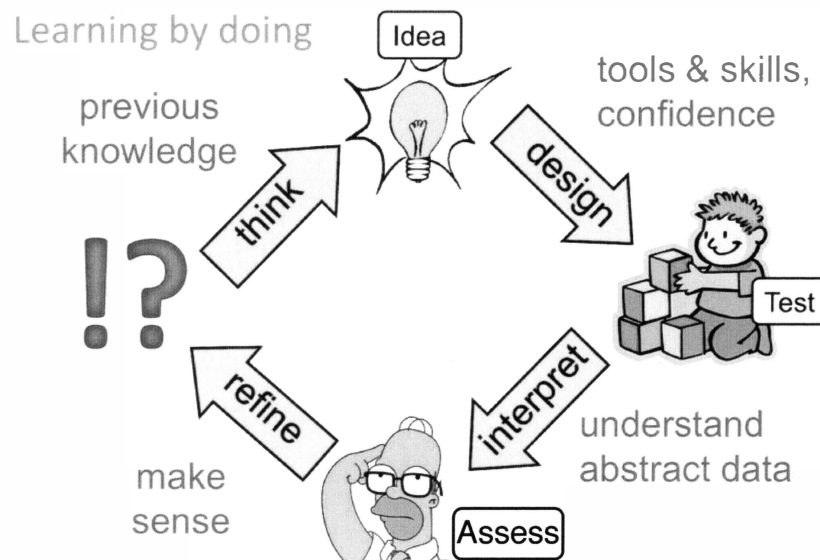 Learning by doing
Idea
tools & skills,
confidence
previous
knowledge
think
design
!?
Test
refine
interpret
understand
abstract data
make
sense
Assess